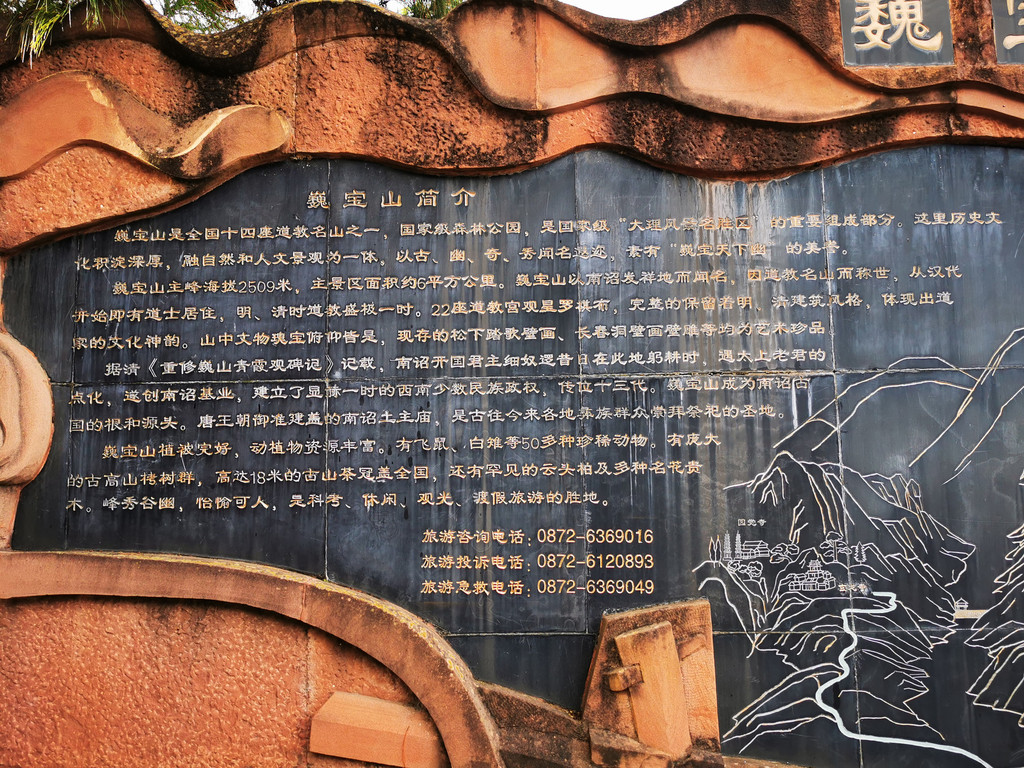 巍
巍宝山简介
巍宝山是全国十四座道教名山之一，国家级森林公园，是国家级“大理风景名胜区”的重要组成部分。这里历史文
化积淀深厚，融自然和人文景观为一体。以古、幽、奇、秀闻名遐迩，素有“巍宝天下幽”的美誉。
巍宝山主峰海拔2509米，主景区面积约6平方公里。巍宝山以南诏发祥地而闻名，因道教名山而称世，从汉代
开始即有道士居住，明、清时道教盛极一时。22座道教宫观星罗棋布，完整的保留着明、清建筑风格，体现出道
家的文化神韵。山中文物瑰宝俯仰皆是，现存的松下踏歌壁画、长春洞壁画壁雕等均为艺术珍品
据清《重修巍山青霞观碑记》记载，南诏开国君主细奴逻昔日在此地躬耕时，遇太上老君的
点化，遂创南诏基业，建立了显赫一时的西南少数民族政权，传位十三代。巍宝山成为南诏古
国的根和源头。唐王朝御准建盖的南诏土主庙，是古往今来各地彝族群众崇拜祭祀的圣地。
巍宝山植被完好，动植物资源丰富。有飞鼠、白雉等50多种珍稀动物。有庞大
的古高山栲树群，高达18米的古山茶冠盖全国，还有罕见的云头柏及多种名花贵
木。峰秀谷幽，怡愉可人，是科考、休闲、观光、渡假旅游的胜地。
旅游咨询电话：0872-6369016
旅游投诉电话：0872-6120893
旅游急救电话：0872-6369049
圆觉寺